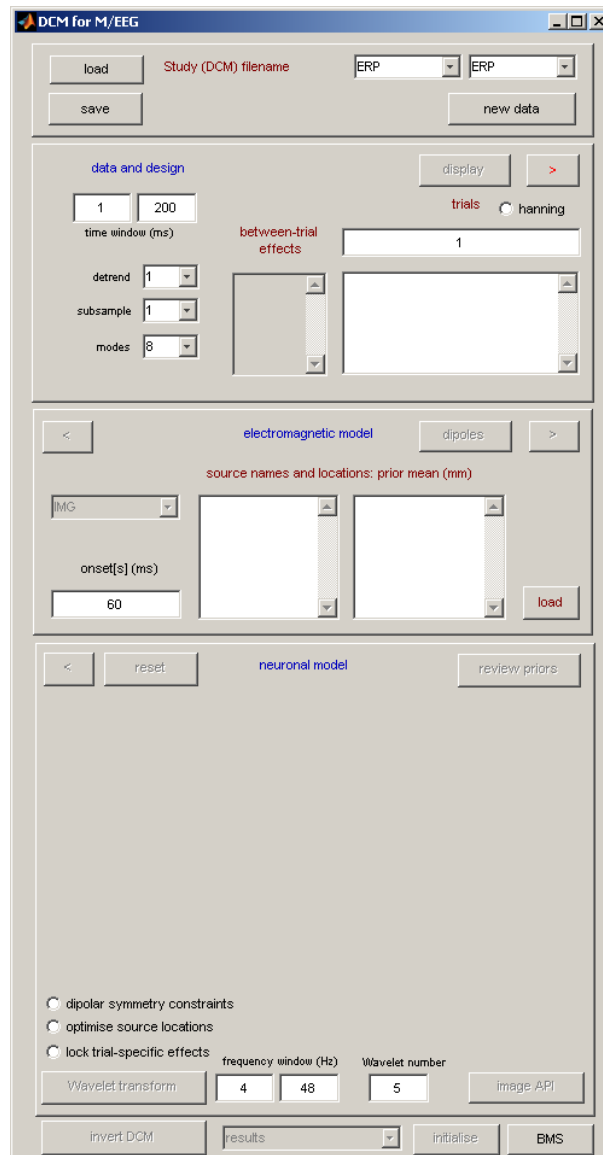 DCM for M/EEG
load Study (DCM) filename ERP ERP
save new data
data and design display >
trials hanning
1 200
time window (ms) between-trial effects 1
detrend 1
subsample 1
modes 8
< electromagnetic model dipoles >
source names and locations: prior mean (mm)
IMG
onset[s] (ms)
60 load
< reset neuronal model review priors
dipolar symmetry constraints
optimise source locations
lock trial-specific effects frequency window (Hz) Wavelet number
Wavelet transform 4 48 5 image API
invert DCM results initialise BMS